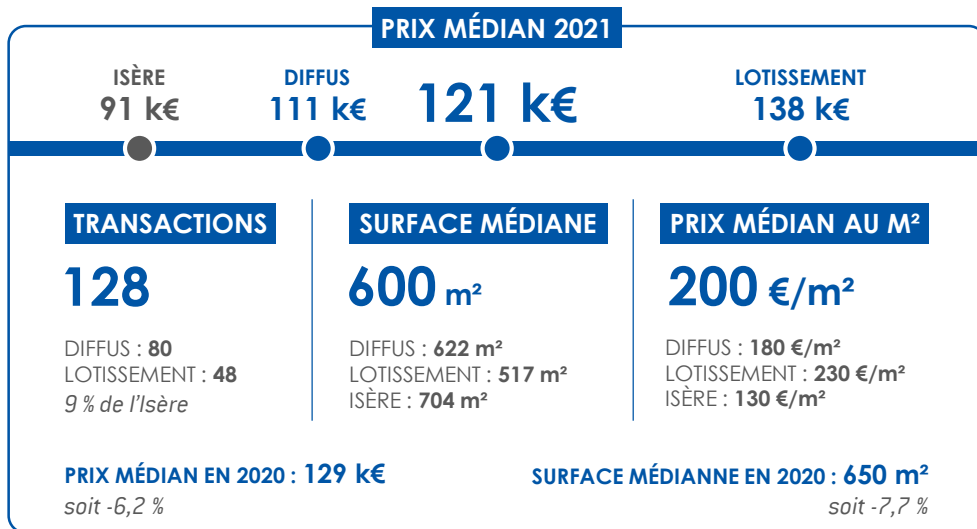 PRIX MÉDIAN 2021
ISÈRE
91 k€
DIFFUS
111 k€
121 k€
LOTISSEMENT
138 k€
TRANSACTIONS
128
DIFFUS : 80
LOTISSEMENT : 48
9 % de l'Isère
SURFACE MÉDIANE
600 m²
DIFFUS : 622 m²
LOTISSEMENT : 517 m²
ISÈRE : 704 m²
PRIX MÉDIAN AU M²
200 €/m²
DIFFUS : 180 €/m²
LOTISSEMENT : 230 €/m²
ISÈRE : 130 €/m²
PRIX MÉDIAN EN 2020 : 129 k€
soit -6,2 %
SURFACE MÉDIANNE EN 2020 : 650 m²
soit -7,7 %